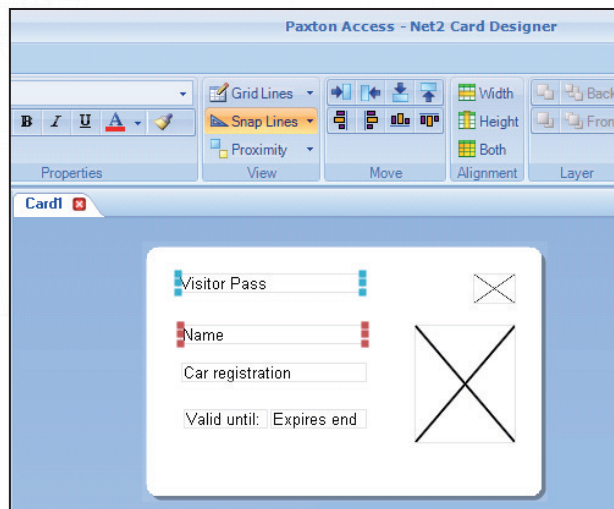 Paxton Access - Net2 Card Designer
Grid Lines
Width
Back
B I U A
Snap Lines
Height
Fron
Proximity
Both
Properties
View
Move
Alignment
Layer
Card1
Visitor Pass
Name
Car registration
Valid until: Expires end